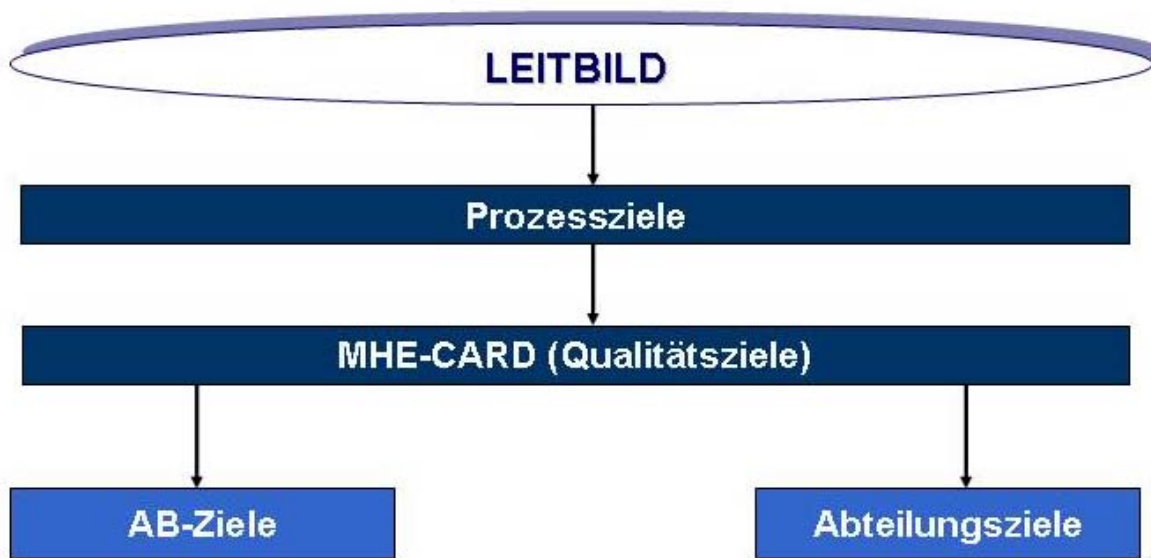 LEITBILD
Prozessziele
MHE-CARD (Qualitätsziele)
AB-Ziele
Abteilungsziele